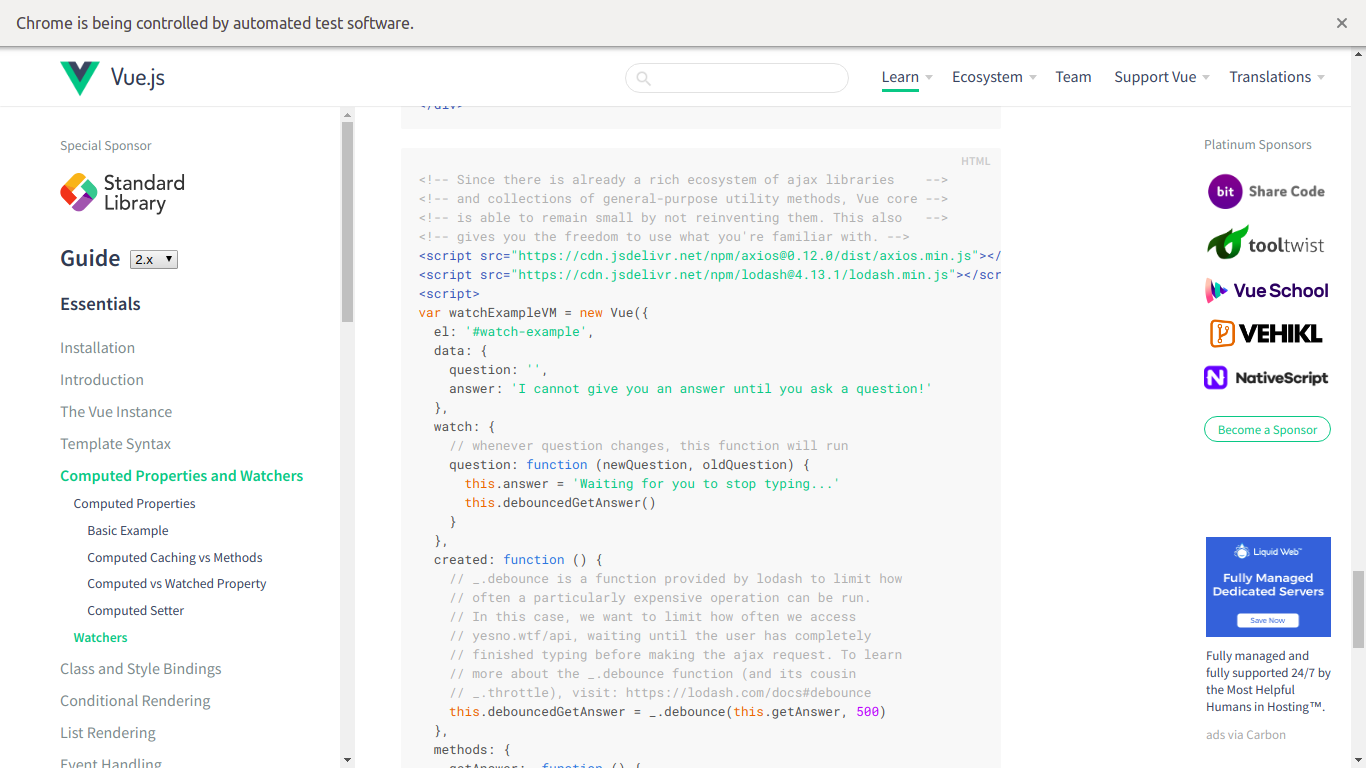 Chrome is being controlled by automated test software.
Vue.js
Learn
Ecosystem
Team
Support Vue
Translations
Special Sponsor
Standard
Library
Guide
2.x
Essentials
Installation
Introduction
The Vue Instance
Template Syntax
Computed Properties and Watchers
Computed Properties
Basic Example
Computed Caching vs Methods
Computed vs Watched Property
Computed Setter
Watchers
Class and Style Bindings
Conditional Rendering
List Rendering
Event Handling
</div>
HTML
<!-- Since there is already a rich ecosystem of ajax libraries    -->
<!-- and collections of general-purpose utility methods, Vue core -->
<!-- is able to remain small by not reinventing them. This also   -->
<!-- gives you the freedom to use what you're familiar with. -->
<script src="https://cdn.jsdelivr.net/npm/axios@0.12.0/dist/axios.min.js"></
<script src="https://cdn.jsdelivr.net/npm/lodash@4.13.1/lodash.min.js"></scr
<script>
var watchExampleVM = new Vue({
  el: '#watch-example',
  data: {
    question: '',
    answer: 'I cannot give you an answer until you ask a question!'
  },
  watch: {
    // whenever question changes, this function will run
    question: function (newQuestion, oldQuestion) {
      this.answer = 'Waiting for you to stop typing...'
      this.debouncedGetAnswer()
    }
  },
  created: function () {
    // _.debounce is a function provided by lodash to limit how
    // often a particularly expensive operation can be run.
    // In this case, we want to limit how often we access
    // yesno.wtf/api, waiting until the user has completely
    // finished typing before making the ajax request. To learn
    // more about the _.debounce function (and its cousin
    // _.throttle), visit: https://lodash.com/docs#debounce
    this.debouncedGetAnswer = _.debounce(this.getAnswer, 500)
  },
  methods: {
    getAnswer: function () {
Platinum Sponsors
bit Share Code
tooltwist
Vue School
VEHIKL
NativeScript
Become a Sponsor
Liquid Web™
Fully Managed
Dedicated Servers
Save Now
Fully managed and
fully supported 24/7 by
the Most Helpful
Humans in Hosting™.
ads via Carbon